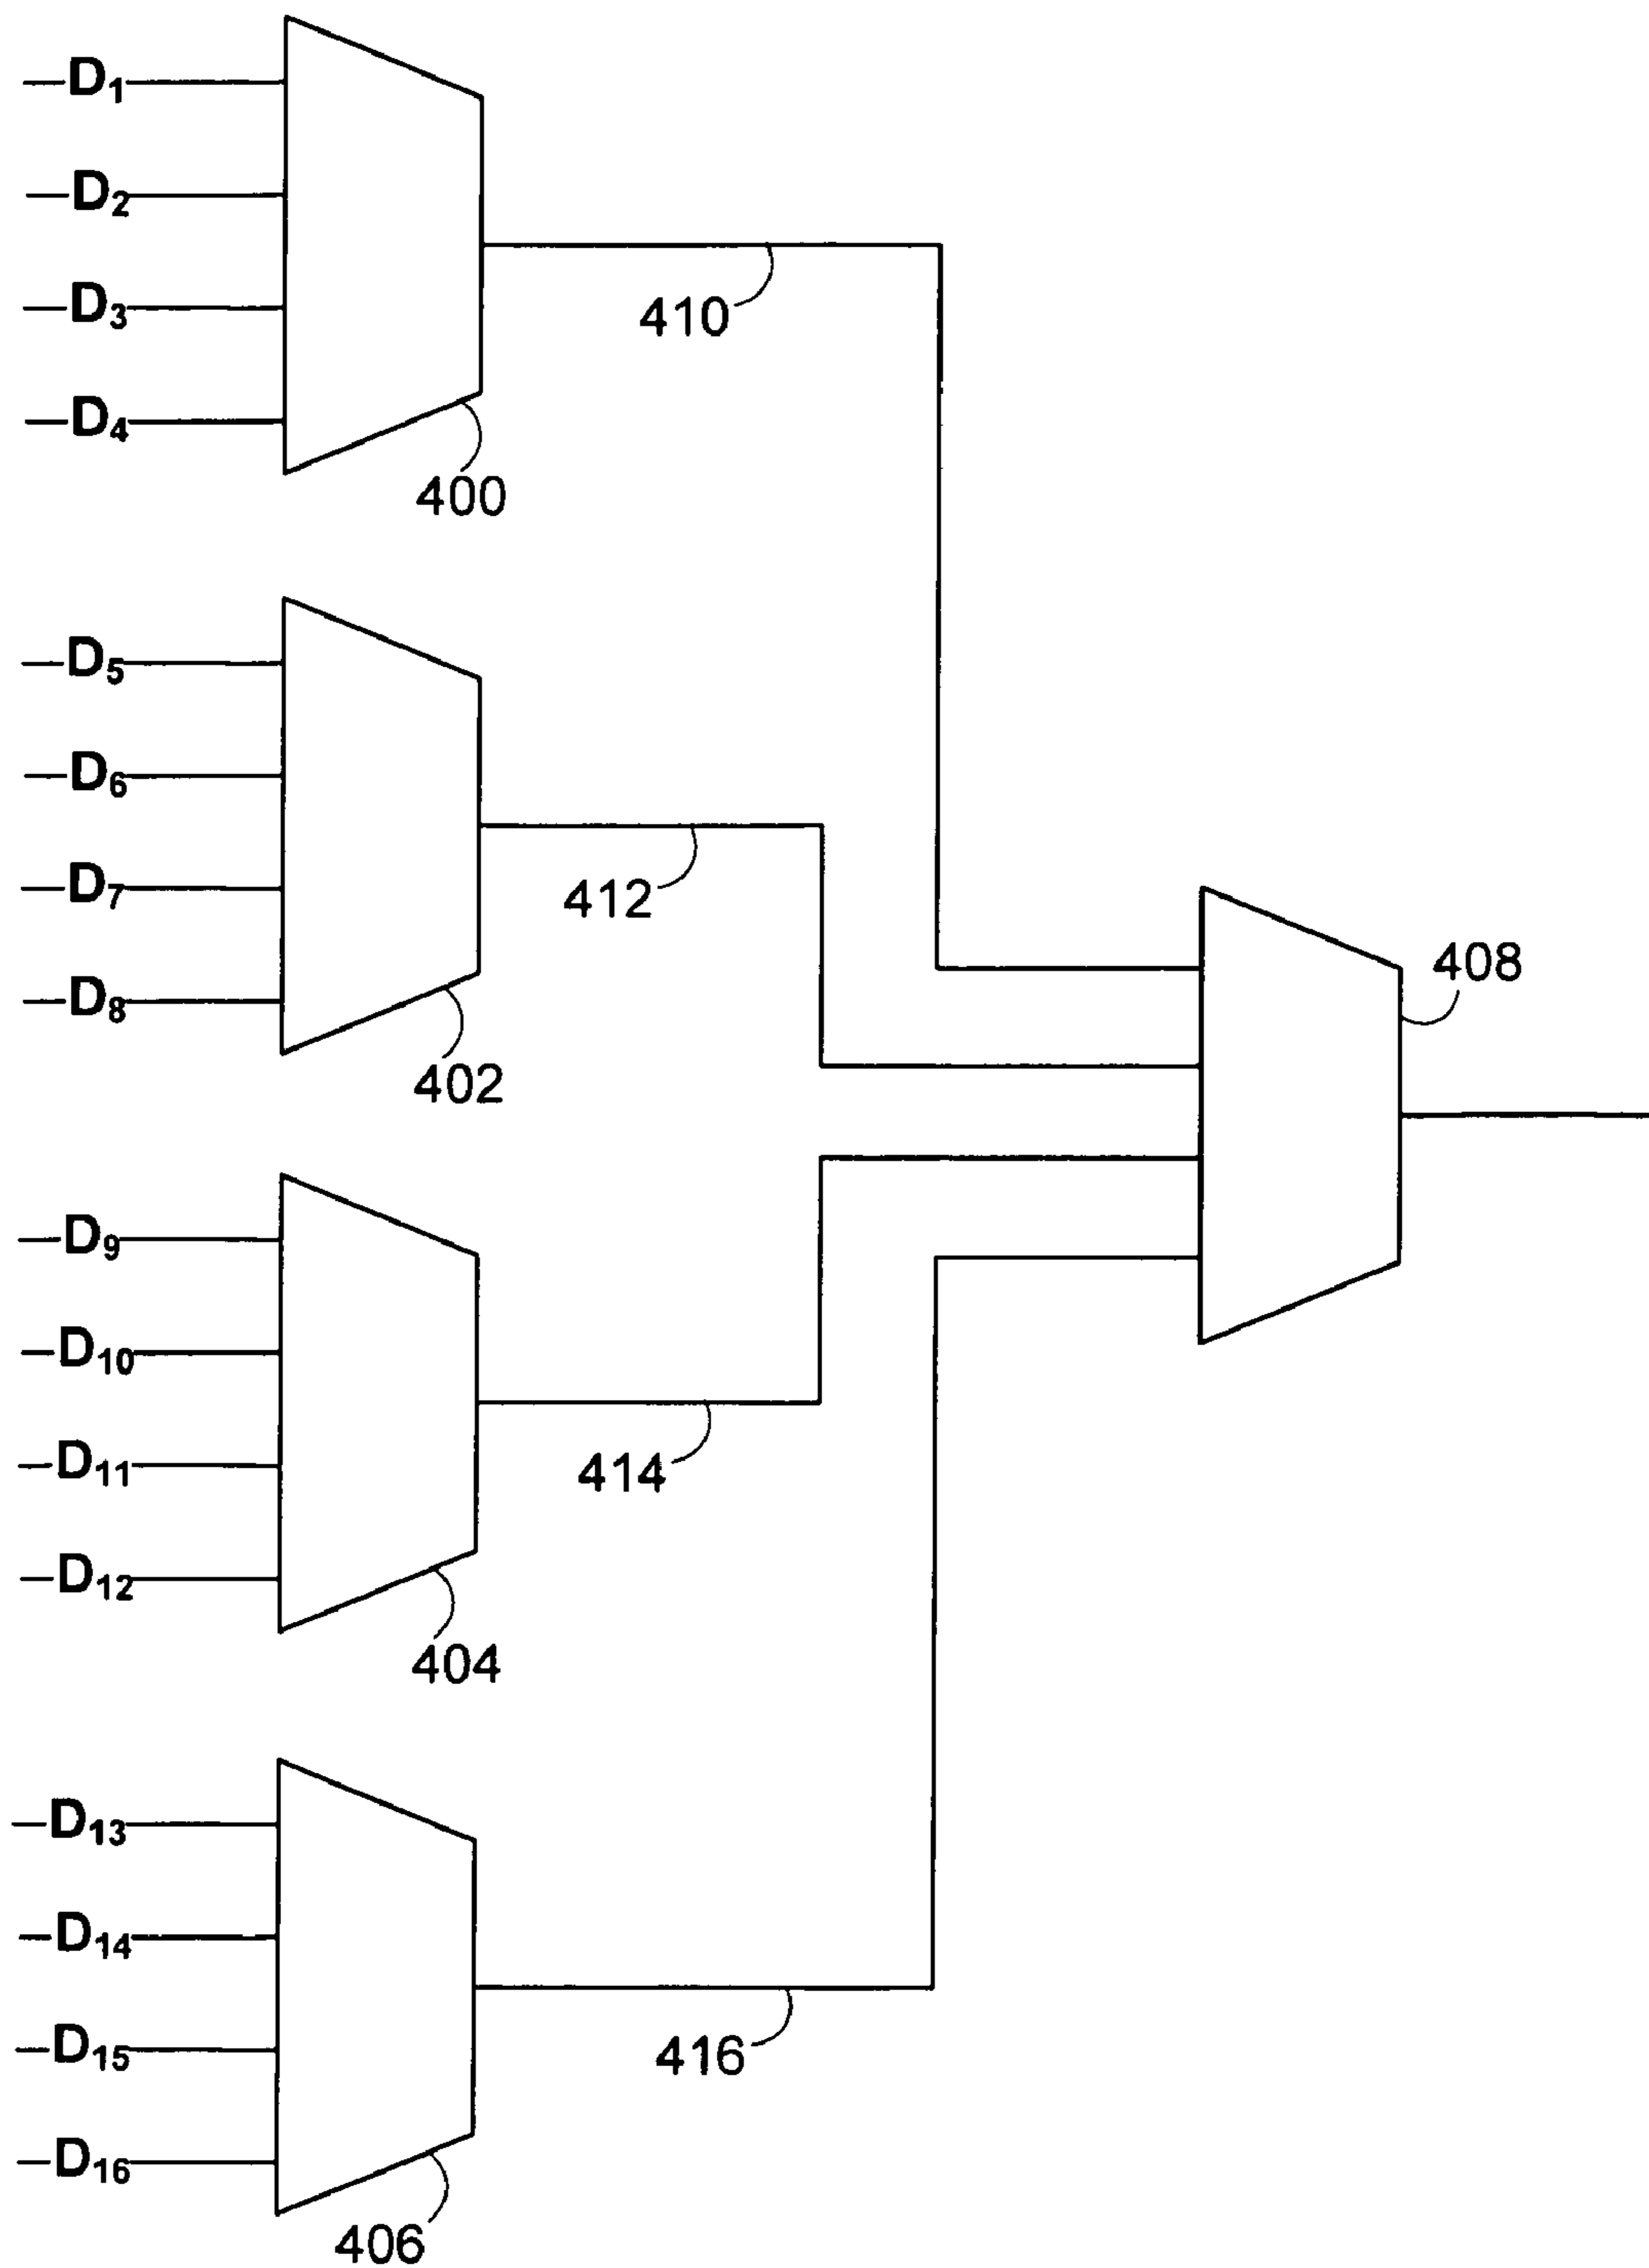 D₁
D₂
410
D₃
D₄
400
D₅
D₆
412
D₇
408
D₈
402
D₉
D₁₀
414
D₁₁
D₁₂
404
D₁₃
D₁₄
416
D₁₅
D₁₆
406